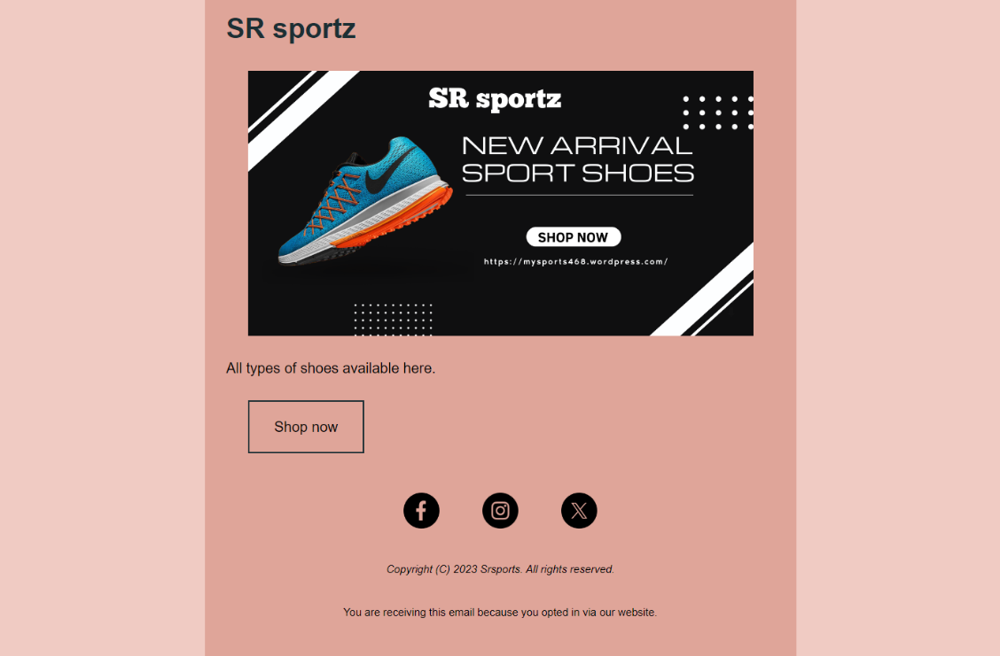 SR sportz
SR sportz
NEW ARRIVAL
SPORT SHOES
SHOP NOW
https://mysports468.wordpress.com/
All types of shoes available here.
Shop now
Copyright (C) 2023 Srsports. All rights reserved.
You are receiving this email because you opted in via our website.